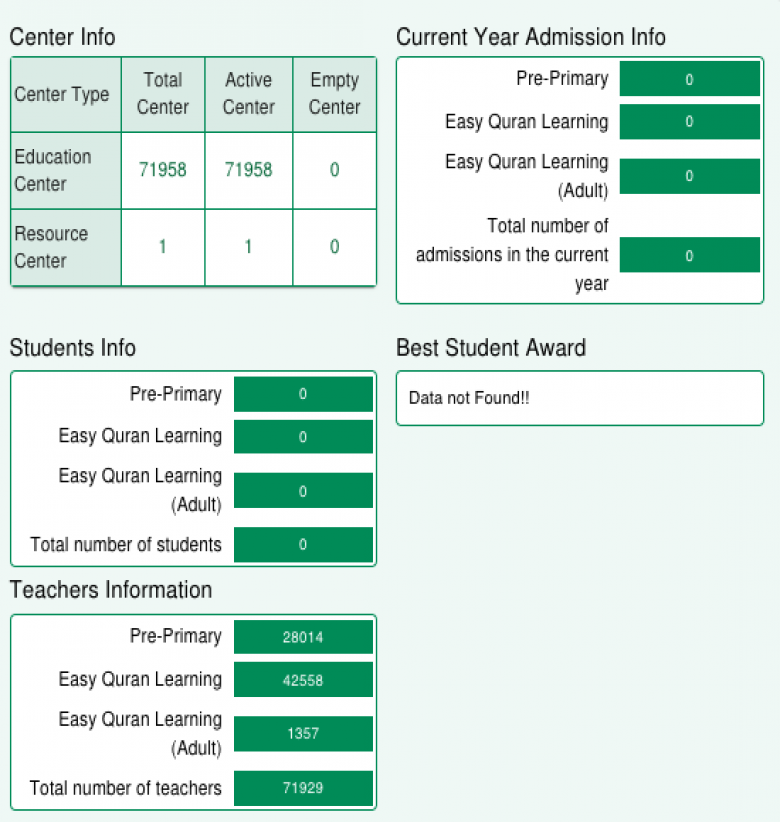 Center Info
Center Type
Total
Center
Active
Center
Empty
Center
Education
Center
71958
71958
0
Resource
Center
1
1
0
Current Year Admission Info
Pre-Primary
0
Easy Quran Learning
0
Easy Quran Learning
(Adult)
0
Total number of
admissions in the current
year
0
Students Info
Pre-Primary
0
Easy Quran Learning
0
Easy Quran Learning
(Adult)
0
Total number of students
0
Best Student Award
Data not Found!!
Teachers Information
Pre-Primary
28014
Easy Quran Learning
42558
Easy Quran Learning
(Adult)
1357
Total number of teachers
71929